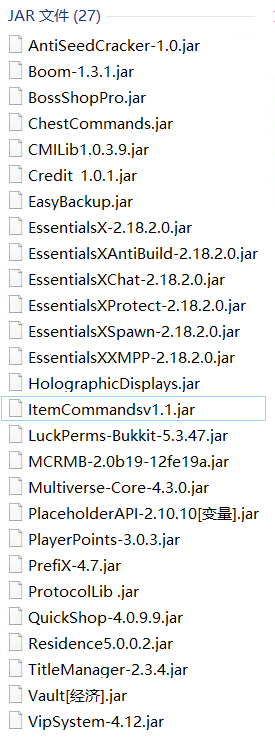 JAR 文件 (27)
AntiSeedCracker-1.0.jar
Boom-1.3.1.jar
BossShopPro.jar
ChestCommands.jar
CMILib1.0.3.9.jar
Credit 1.0.1.jar
EasyBackup.jar
EssentialsX-2.18.2.0.jar
EssentialsXAntiBuild-2.18.2.0.jar
EssentialsXChat-2.18.2.0.jar
EssentialsXProtect-2.18.2.0.jar
EssentialsXSpawn-2.18.2.0.jar
EssentialsXXMPP-2.18.2.0.jar
HolographicDisplays.jar
ItemCommandsv1.1.jar
LuckPerms-Bukkit-5.3.47.jar
MCRMB-2.0b19-12fe19a.jar
Multiverse-Core-4.3.0.jar
PlaceholderAPI-2.10.10[变量].jar
PlayerPoints-3.0.3.jar
PrefiX-4.7.jar
ProtocolLib .jar
QuickShop-4.0.9.9.jar
Residence5.0.0.2.jar
TitleManager-2.3.4.jar
Vault[经济].jar
VipSystem-4.12.jar